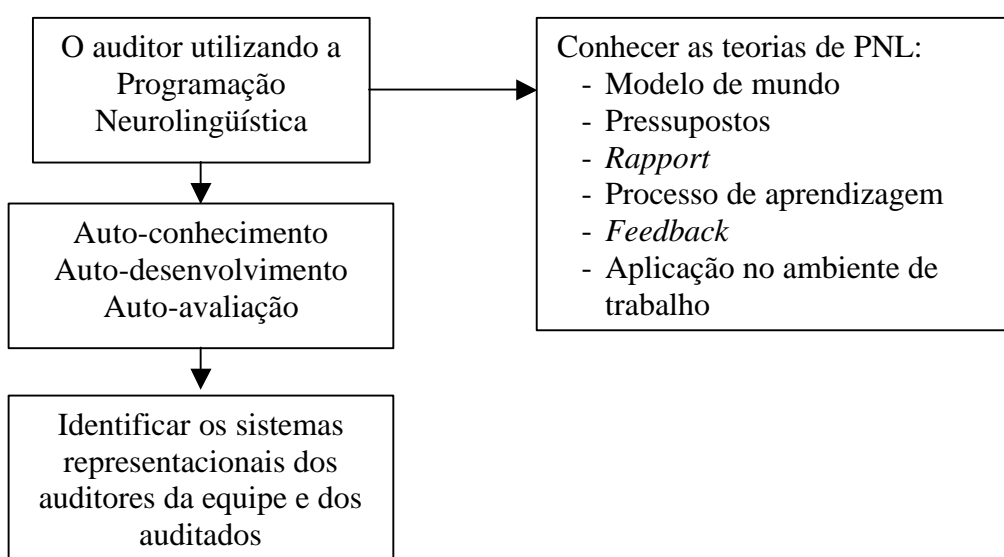 O auditor utilizando a
Programação
Neurolingüística
Conhecer as teorias de PNL:
- Modelo de mundo
- Pressupostos
- Rapport
- Processo de aprendizagem
- Feedback
- Aplicação no ambiente de
trabalho
Auto-conhecimento
Auto-desenvolvimento
Auto-avaliação
Identificar os sistemas
representacionais dos
auditores da equipe e dos
auditados